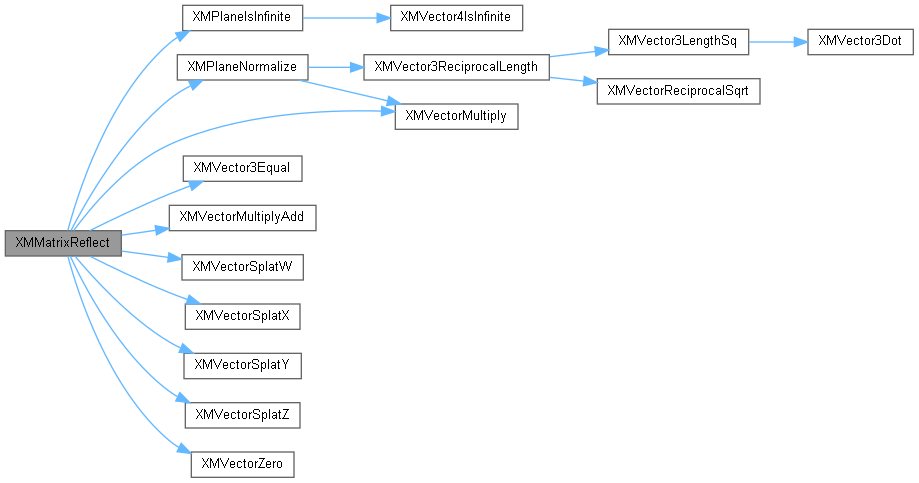 XMPlaneIsInfinite
XMVector4IsInfinite
XMPlaneNormalize
XMVector3ReciprocalLength
XMVector3LengthSq
XMVector3Dot
XMVectorReciprocalSqrt
XMVectorMultiply
XMVector3Equal
XMVectorMultiplyAdd
XMMatrixReflect
XMVectorSplatW
XMVectorSplatX
XMVectorSplatY
XMVectorSplatZ
XMVectorZero